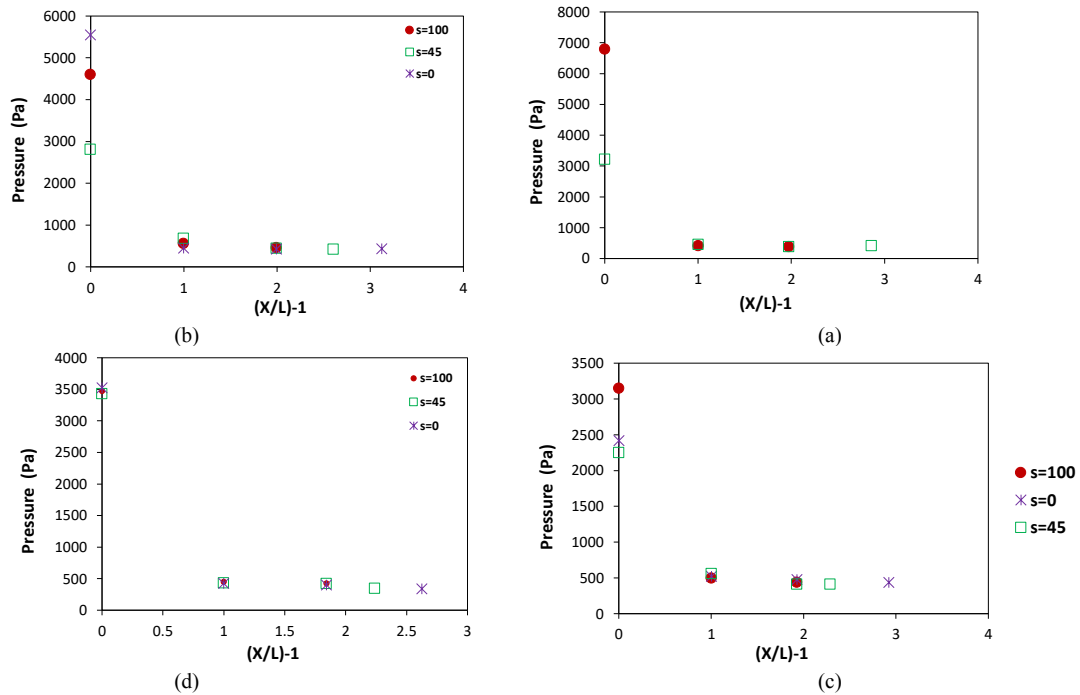 6000
5000
4000
3000
2000
1000
0
0 1 2 3 4
Pressure (Pa)
(X/L)-1
s=100
s=45
s=0
(b)
8000
7000
6000
5000
4000
3000
2000
1000
0
0 1 2 3 4
Pressure (Pa)
(X/L)-1
(a)
4000
3500
3000
2500
2000
1500
1000
500
0
0 0.5 1 1.5 2 2.5 3
Pressure (Pa)
(X/L)-1
s=100
s=45
s=0
(d)
3500
3000
2500
2000
1500
1000
500
0
0 1 2 3 4
Pressure (Pa)
(X/L)-1
s=100
s=0
s=45
(c)